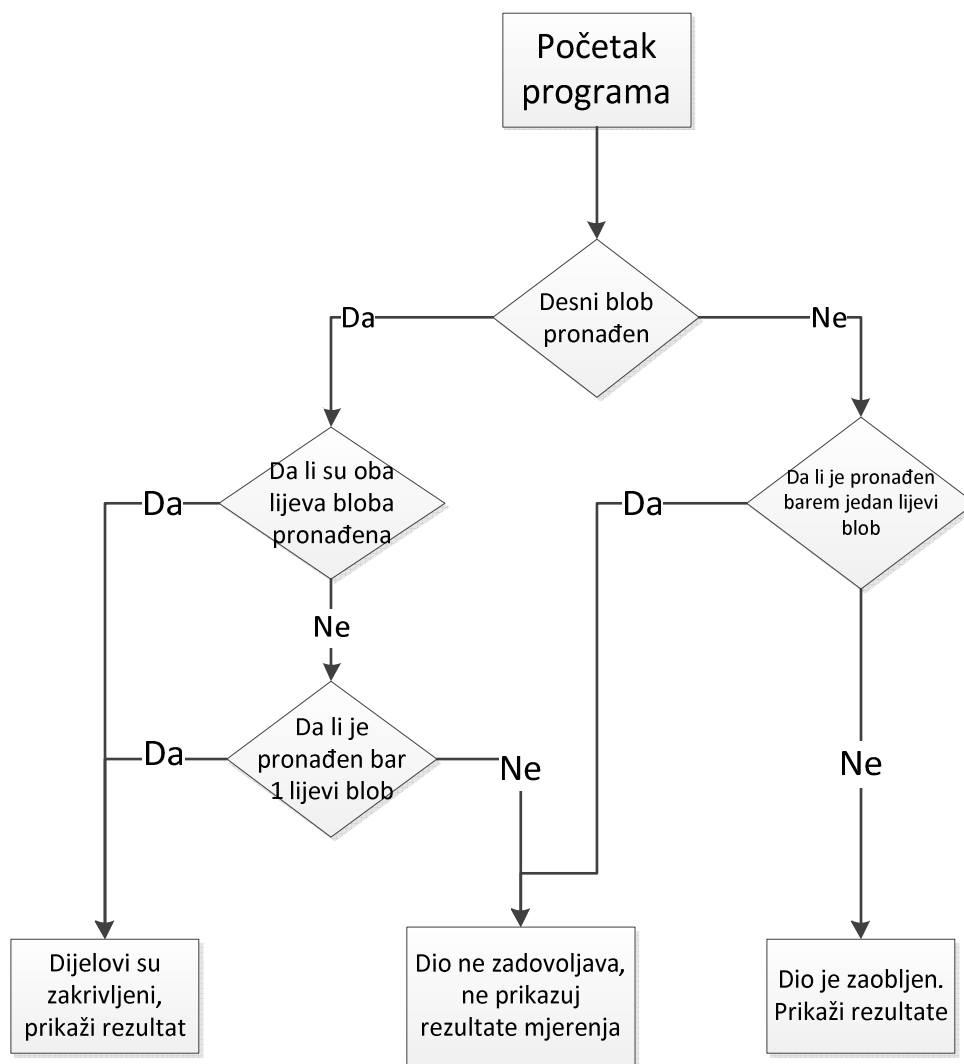 Početak
programa
Desni blob
pronađen
Da
Ne
Da li su oba
lijeva bloba
pronađena
Da li je pronađen
barem jedan lijevi
blob
Da
Da
Ne
Da li je
pronađen bar
1 lijevi blob
Da
Ne
Ne
Dijelovi su
zakrivljeni,
prikaži rezultat
Dio ne zadovoljava,
ne prikazuj
rezultate mjerenja
Dio je zaobljen.
Prikaži rezultate